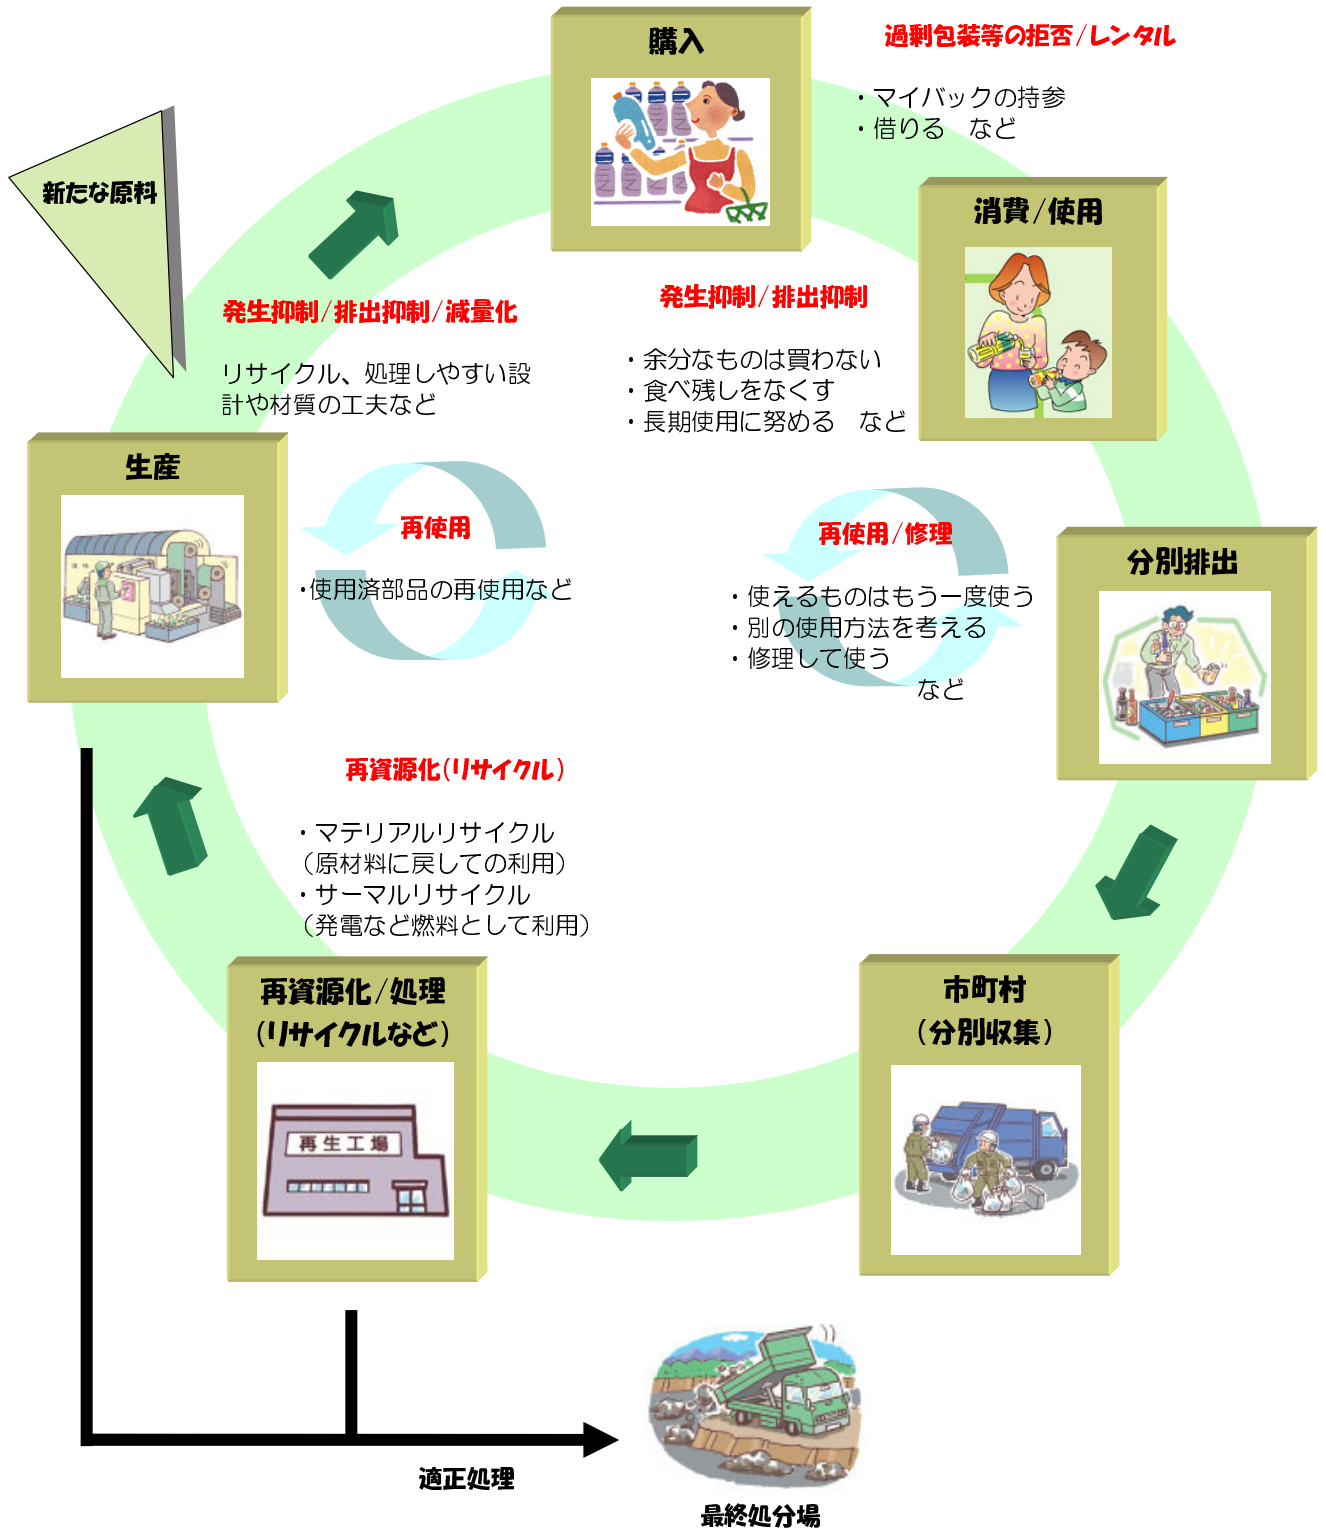 購入
過剰包装等の拒否/レンタル
・マイバックの持参
・借りる　など
新たな原料
消費/使用
発生抑制/排出抑制/減量化
リサイクル、処理しやすい設
計や材質の工夫など
発生抑制/排出抑制
・余分なものは買わない
・食べ残しをなくす
・長期使用に努める　など
生産
再使用
・使用済部品の再使用など
再使用/修理
・使えるものはもう一度使う
・別の使用方法を考える
・修理して使う
など
分別排出
再資源化(リサイクル)
・マテリアルリサイクル
（原材料に戻しての利用）
・サーマルリサイクル
（発電など燃料として利用）
再資源化/処理
(リサイクルなど)
再生工場
市町村
(分別収集)
適正処理
最終処分場